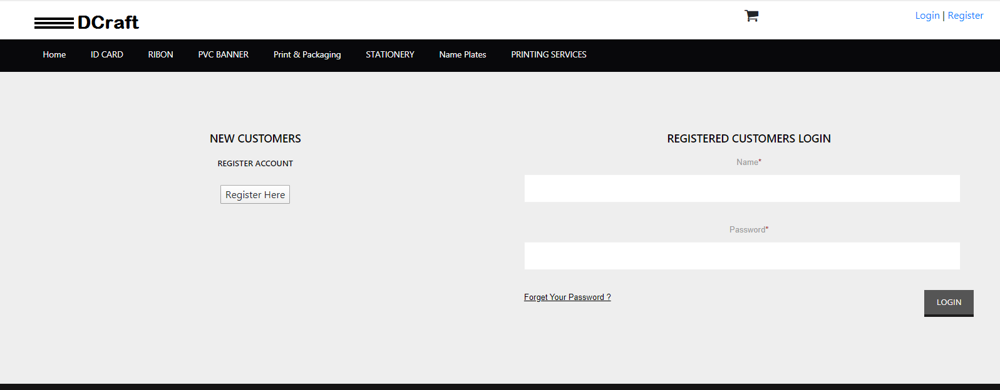 DCraft
Login | Register
Home ID CARD RIBON PVC BANNER Print & Packaging STATIONERY Name Plates PRINTING SERVICES
NEW CUSTOMERS
REGISTER ACCOUNT
Register Here
REGISTERED CUSTOMERS LOGIN
Name*
Password*
Forget Your Password ?
LOGIN